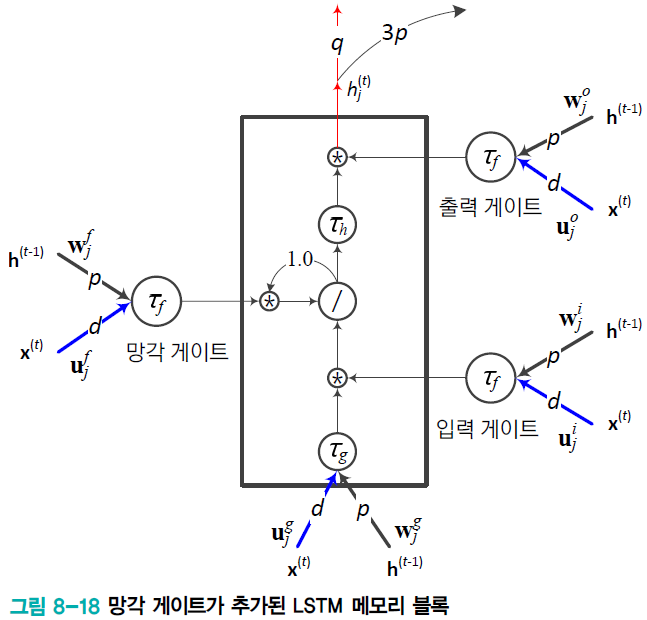 q
3p
h_j^(t)
w_j^o
h^(t-1)
p
τ_f
d
출력 게이트
x^(t)
u_j^o
*
τ_h
w_j^f
h^(t-1)
p
1.0
τ_f
*
/
d
x^(t)
망각 게이트
u_j^f
w_j^i
h^(t-1)
p
*
τ_f
d
입력 게이트
x^(t)
u_j^i
τ_g
d
p
u_j^g
w_j^g
x^(t)
h^(t-1)
그림 8-18 망각 게이트가 추가된 LSTM 메모리 블록